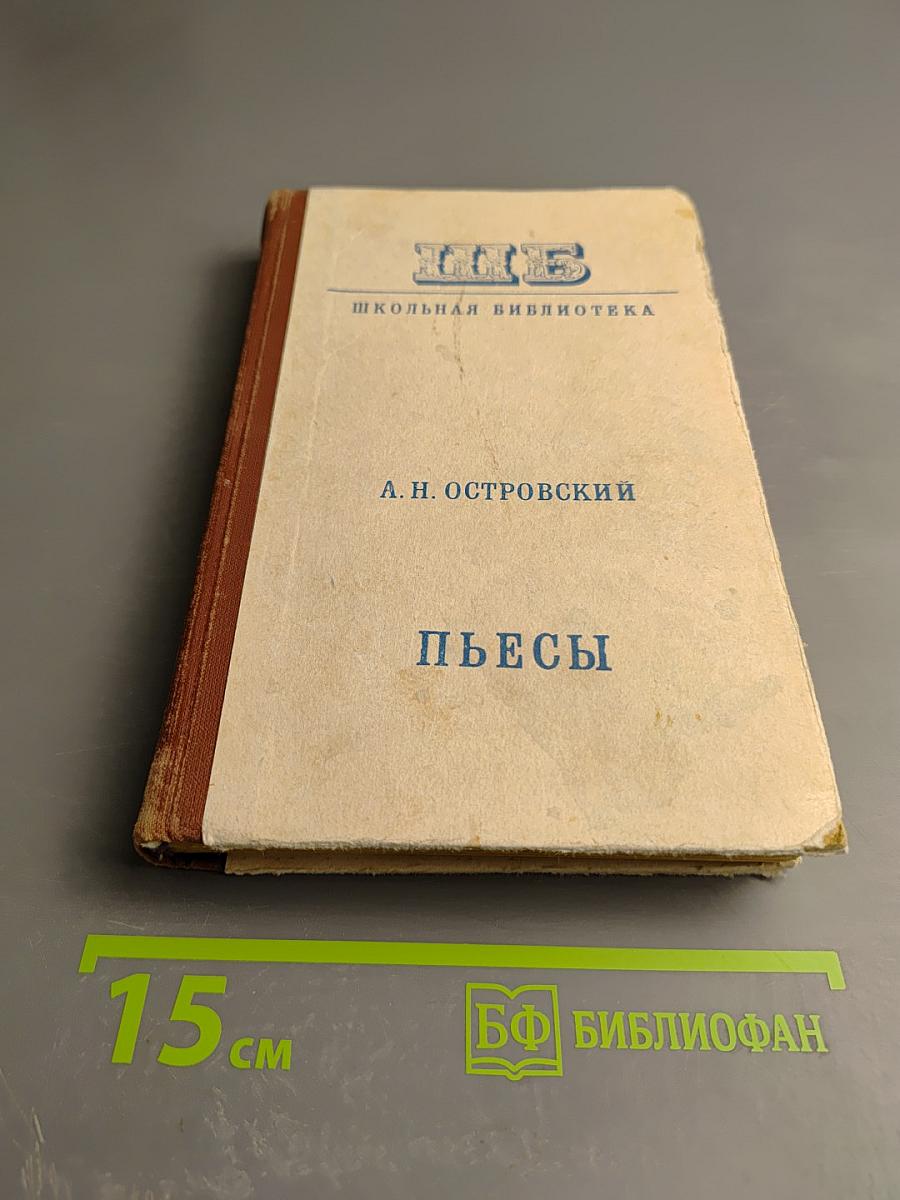 ШБ
ШКОЛЬНАЯ БИБЛИОТЕКА
А. Н. ОСТРОВСКИЙ
ПЬЕСЫ
15 см
БФ БИБЛИОФАН